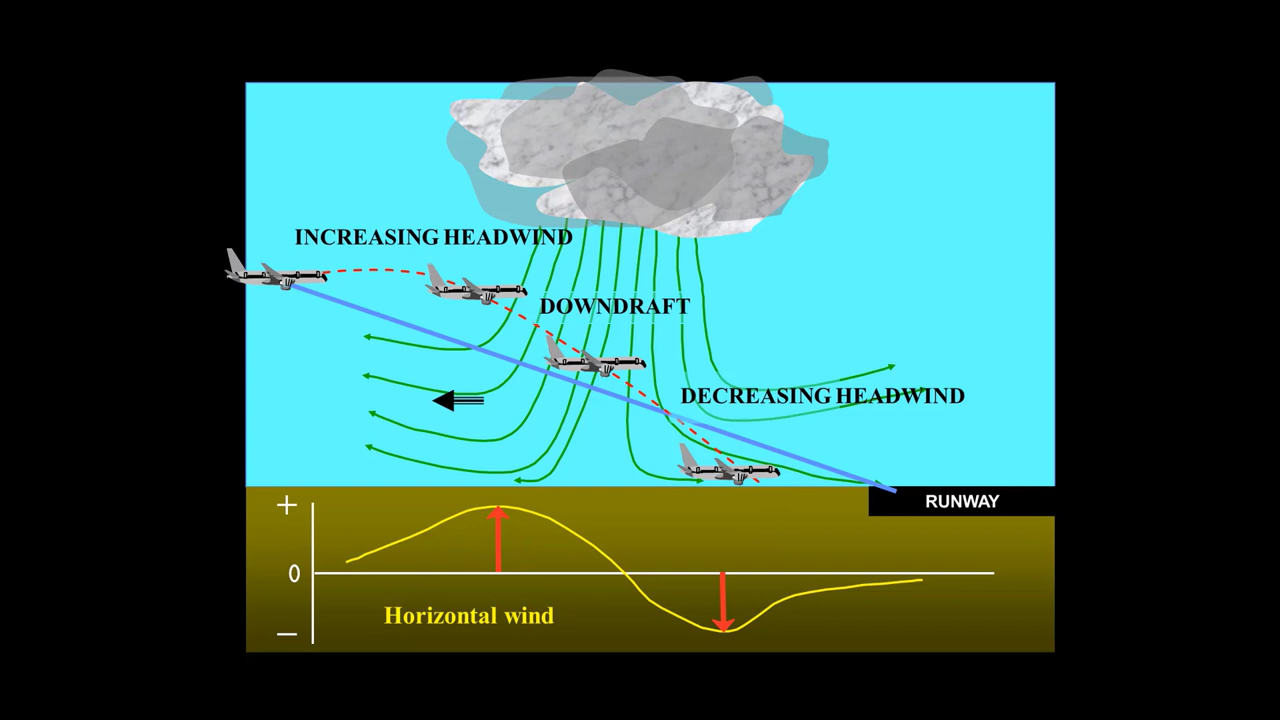 INCREASING HEADWIND
DOWNDRAFT
DECREASING HEADWIND
RUNWAY
+
0
Horizontal wind
–